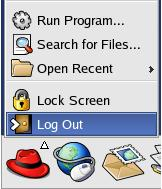 Run Program...
Search for Files...
Open Recent
Lock Screen
Log Out